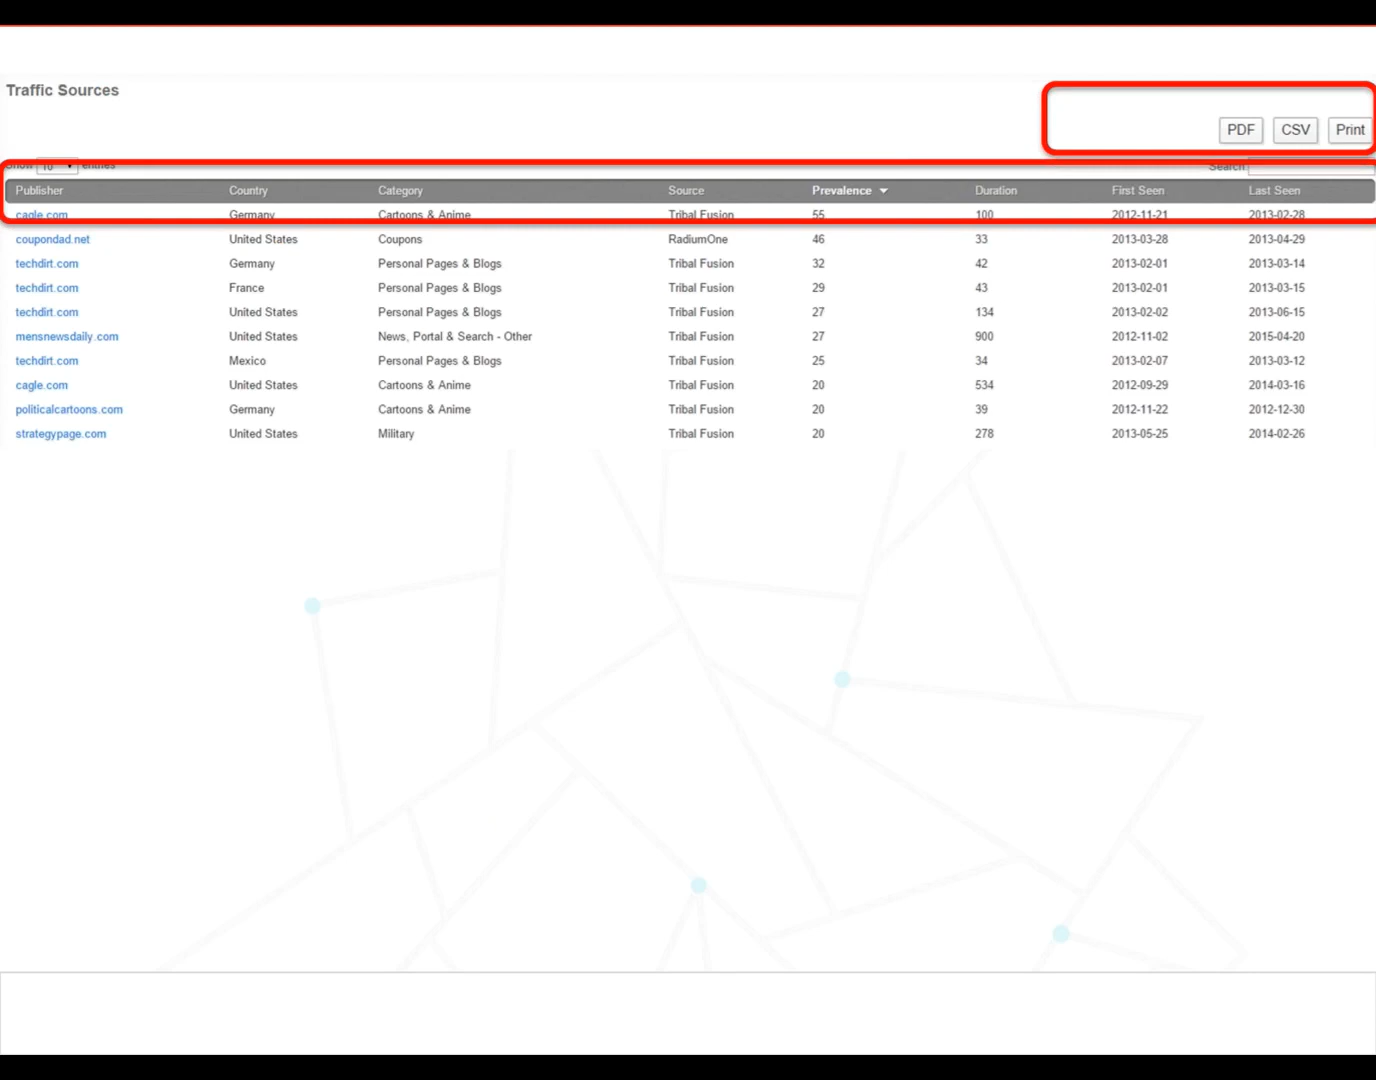 Traffic Sources
PDF CSV Print
Show 10 entries Search:
Publisher Country Category Source Prevalence Duration First Seen Last Seen
cagle.com Germany Cartoons & Anime Tribal Fusion 55 100 2012-11-21 2013-02-28
coupondad.net United States Coupons RadiumOne 46 33 2013-03-28 2013-04-29
techdirt.com Germany Personal Pages & Blogs Tribal Fusion 32 42 2013-02-01 2013-03-14
techdirt.com France Personal Pages & Blogs Tribal Fusion 29 43 2013-02-01 2013-03-15
techdirt.com United States Personal Pages & Blogs Tribal Fusion 27 134 2013-02-02 2013-06-15
mensnewsdaily.com United States News, Portal & Search - Other Tribal Fusion 27 900 2012-11-02 2015-04-20
techdirt.com Mexico Personal Pages & Blogs Tribal Fusion 25 34 2013-02-07 2013-03-12
cagle.com United States Cartoons & Anime Tribal Fusion 20 534 2012-09-29 2014-03-16
politicalcartoons.com Germany Cartoons & Anime Tribal Fusion 20 39 2012-11-22 2012-12-30
strategypage.com United States Military Tribal Fusion 20 278 2013-05-25 2014-02-26